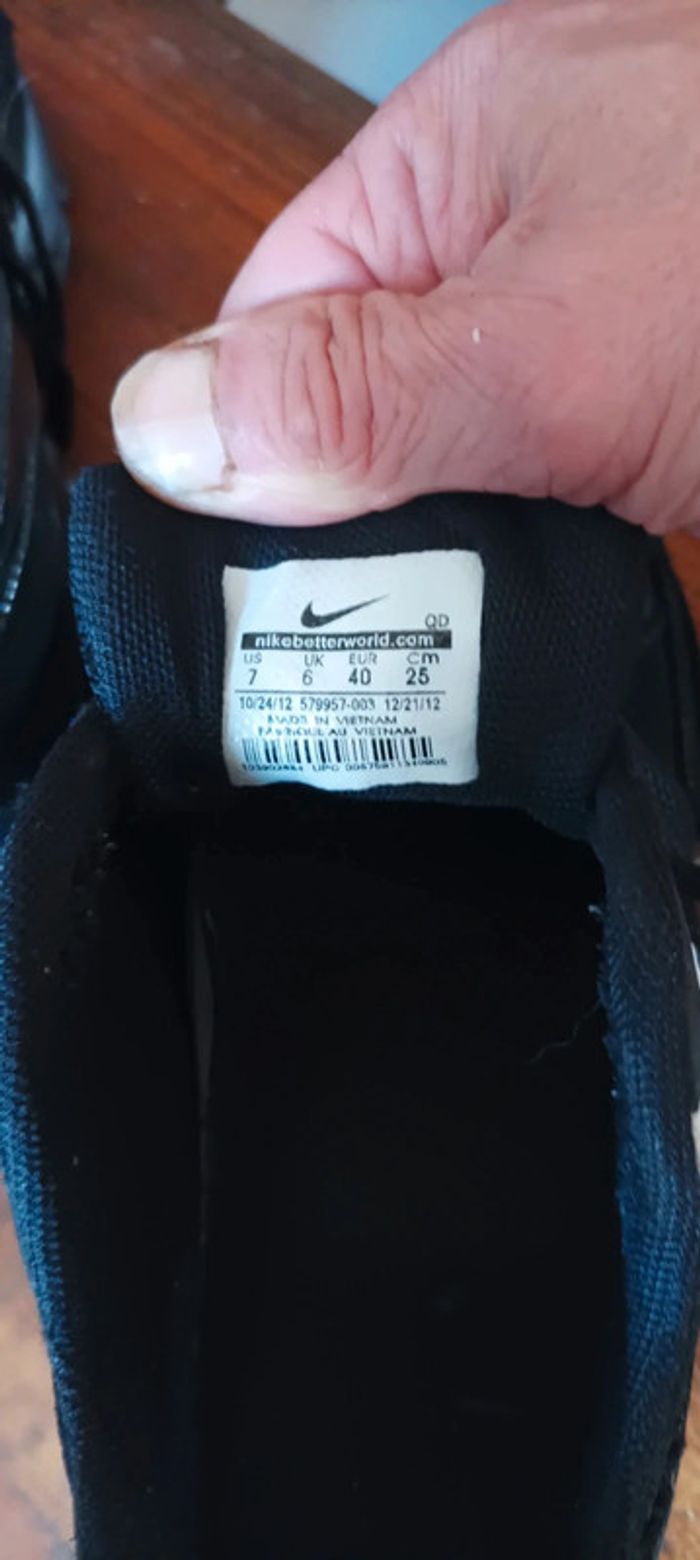 QD
nikebetterworld.com
US UK EUR Cm
7 6 40 25
10/24/12 579957-003 12/21/12
MADE IN VIETNAM
FABRIQUE AU VIETNAM
UPC